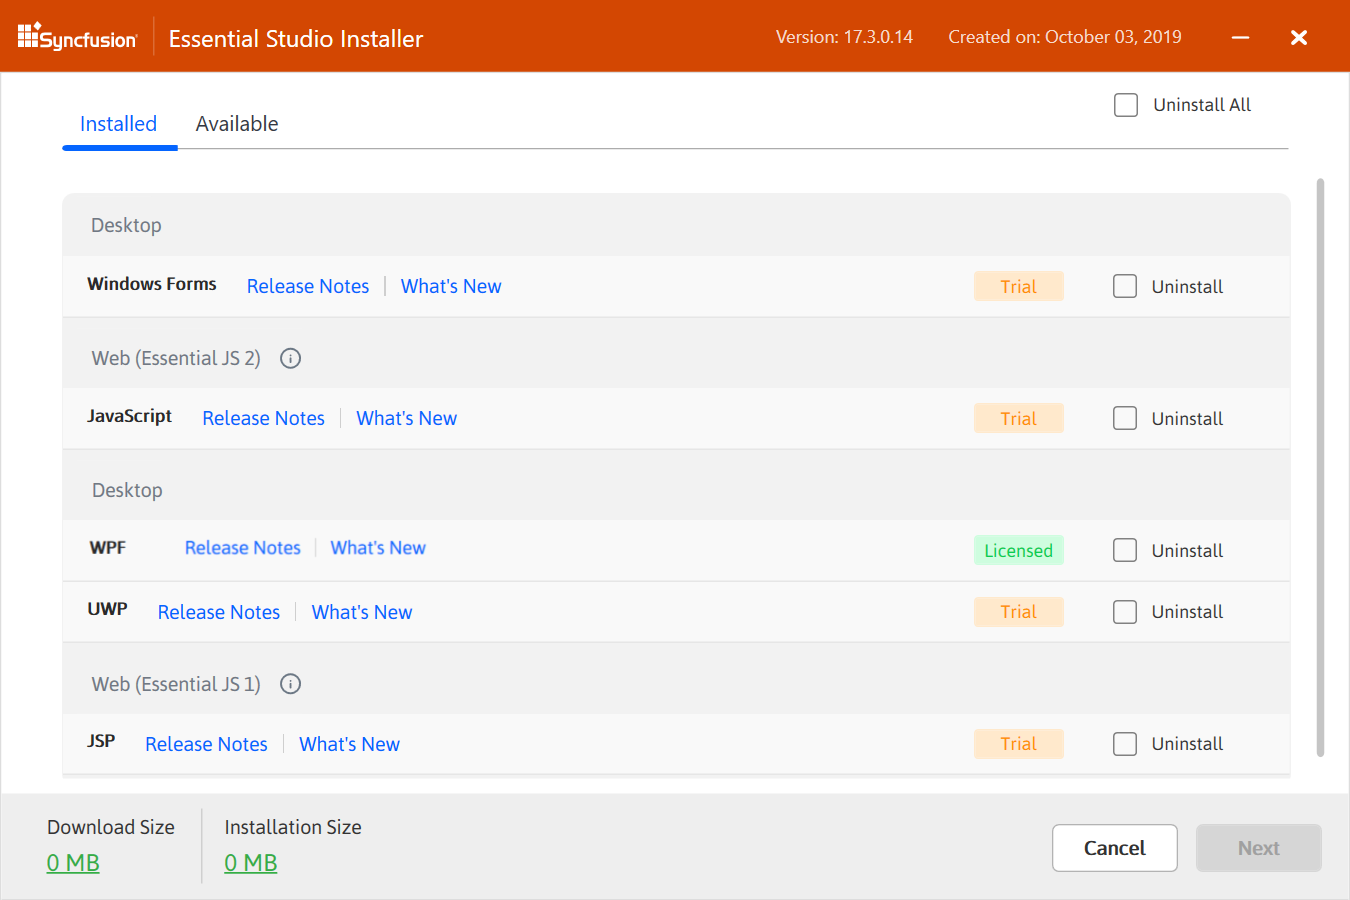 Syncfusion Essential Studio Installer Version: 17.3.0.14 Created on: October 03, 2019
Installed Available Uninstall All
Desktop
Windows Forms Release Notes What's New Trial Uninstall
Web (Essential JS 2)
JavaScript Release Notes What's New Trial Uninstall
Desktop
WPF Release Notes What's New Licensed Uninstall
UWP Release Notes What's New Trial Uninstall
Web (Essential JS 1)
JSP Release Notes What's New Trial Uninstall
Download Size Installation Size
0 MB 0 MB
Cancel Next